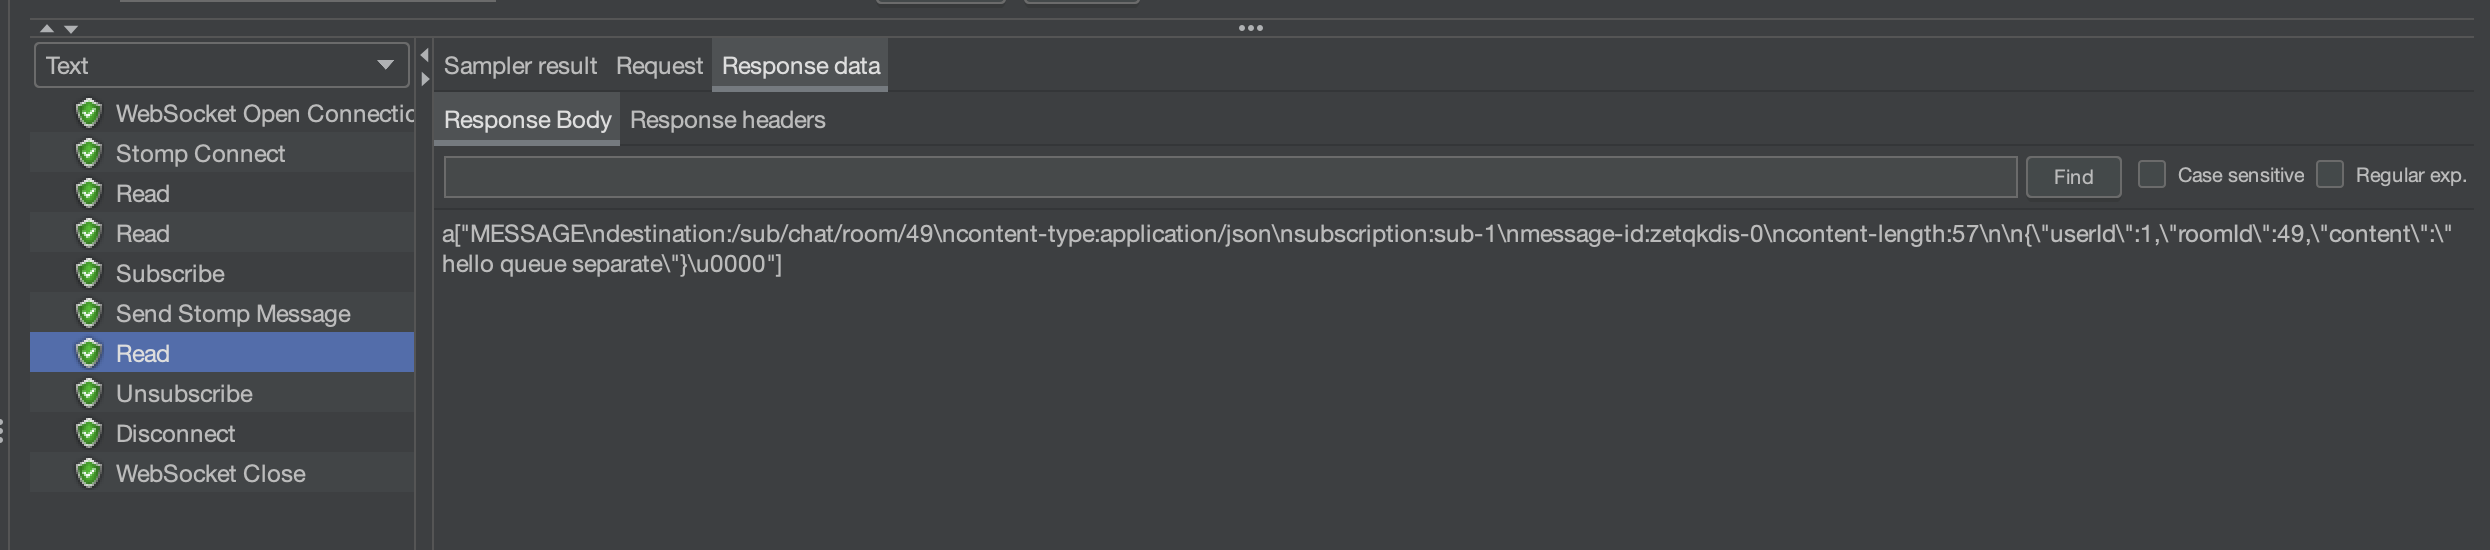 Text
WebSocket Open Connectio
Stomp Connect
Read
Read
Subscribe
Send Stomp Message
Read
Unsubscribe
Disconnect
WebSocket Close
Sampler result Request Response data
Response Body Response headers
Find Case sensitive Regular exp.
a["MESSAGE\ndestination:/sub/chat/room/49\ncontent-type:application/json\nsubscription:sub-1\nmessage-id:zetqkdis-0\ncontent-length:57\n\n{\"userId\":1,\"roomId\":49,\"content\":\"
hello queue separate\"}\u0000"]